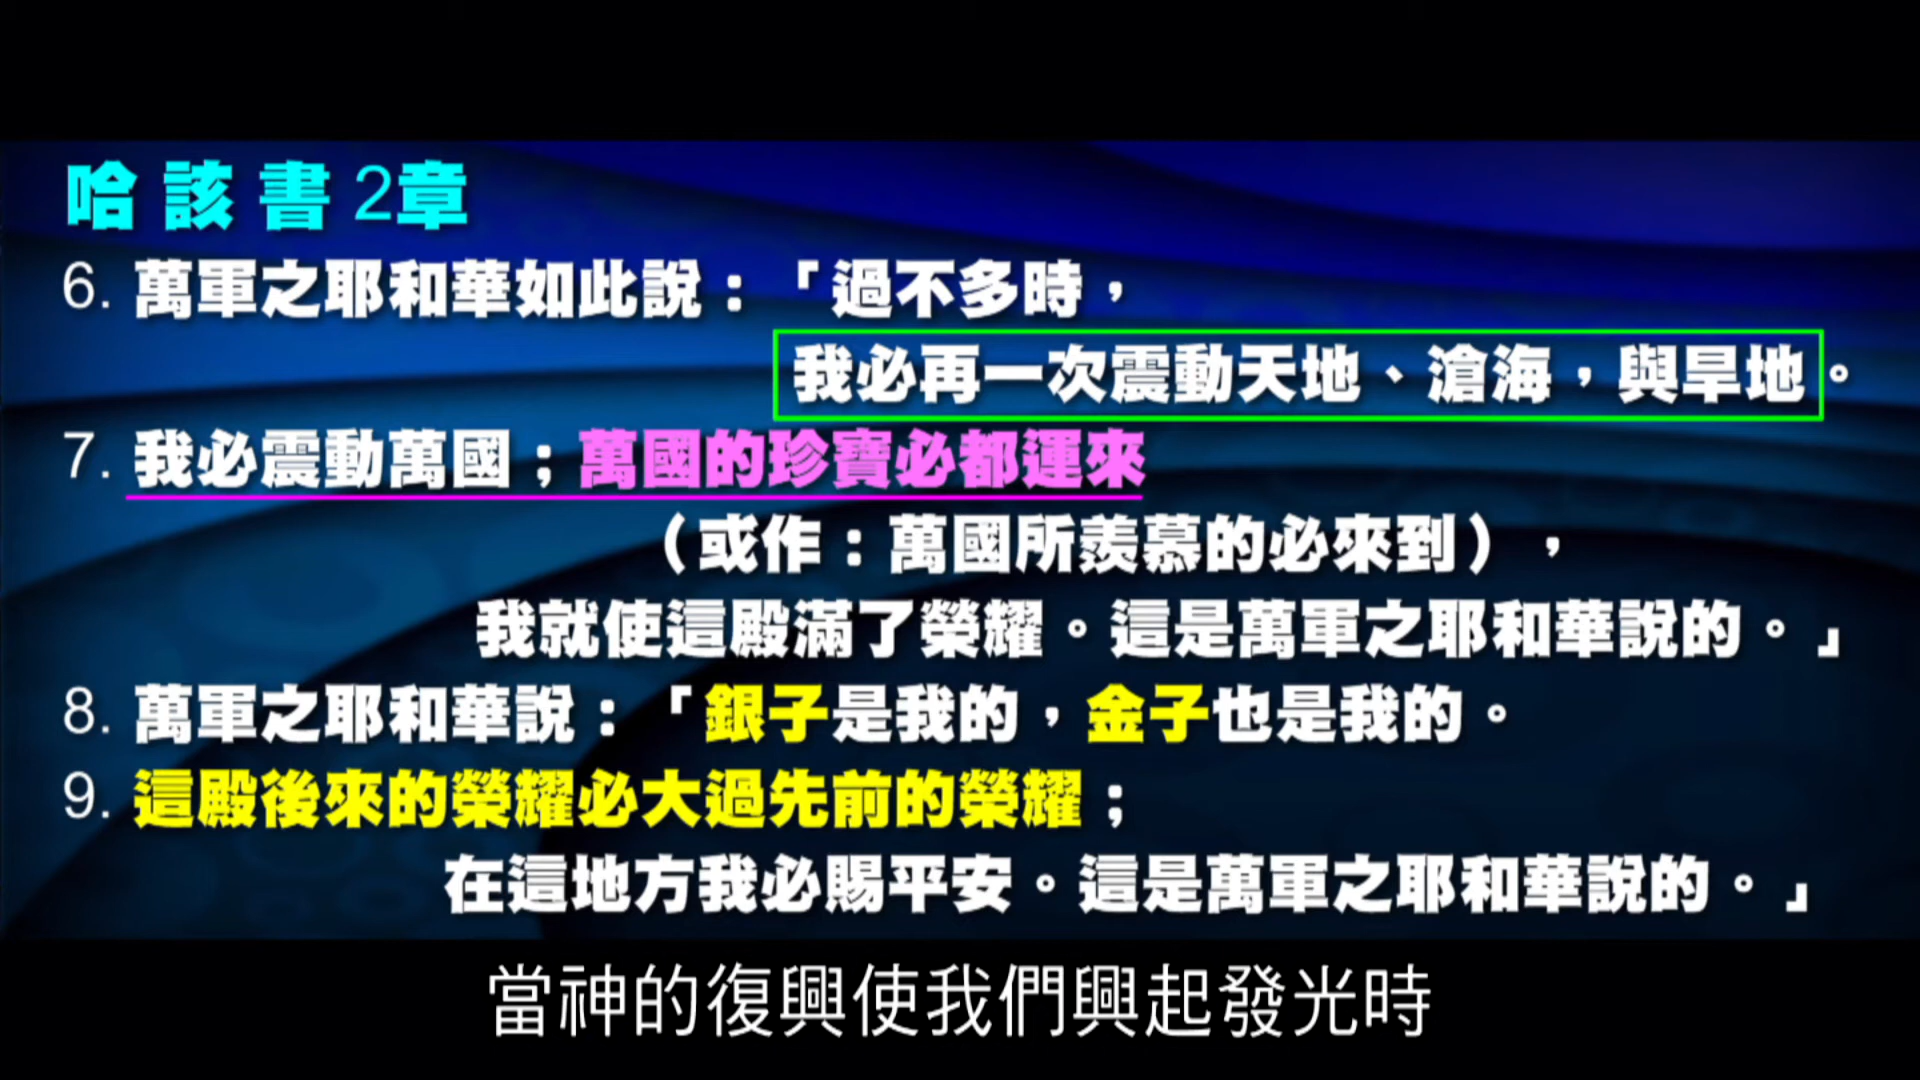 哈該書2章
6. 萬軍之耶和華如此說：「過不多時，
我必再一次震動天地、滄海，與旱地。
7. 我必震動萬國；萬國的珍寶必都運來
（或作：萬國所羨慕的必來到），
我就使這殿滿了榮耀。這是萬軍之耶和華說的。」
8. 萬軍之耶和華說：「銀子是我的，金子也是我的。
9. 這殿後來的榮耀必大過先前的榮耀；
在這地方我必賜平安。這是萬軍之耶和華說的。」
當神的復興使我們興起發光時